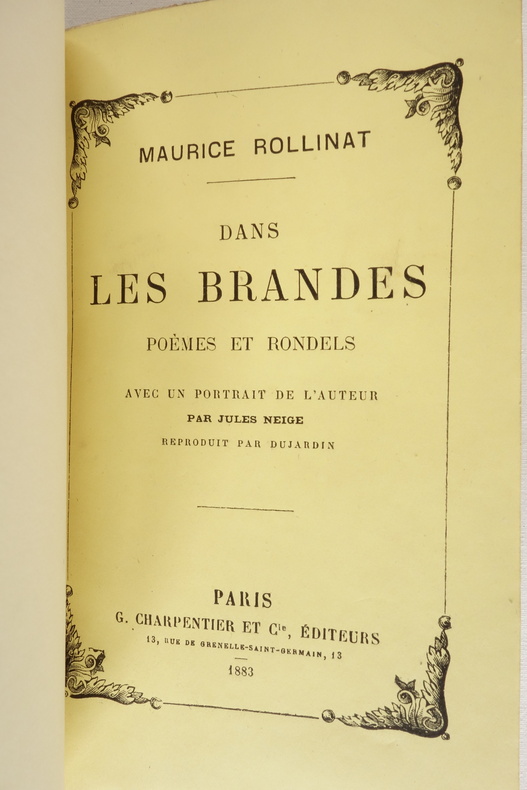 MAURICE ROLLINAT
DANS
LES BRANDES
POÈMES ET RONDELS
AVEC UN PORTRAIT DE L'AUTEUR
PAR JULES NEIGE
REPRODUIT PAR DUJARDIN
PARIS
G. CHARPENTIER ET Cie, ÉDITEURS
13, RUE DE GRENELLE-SAINT-GERMAIN, 13
1883